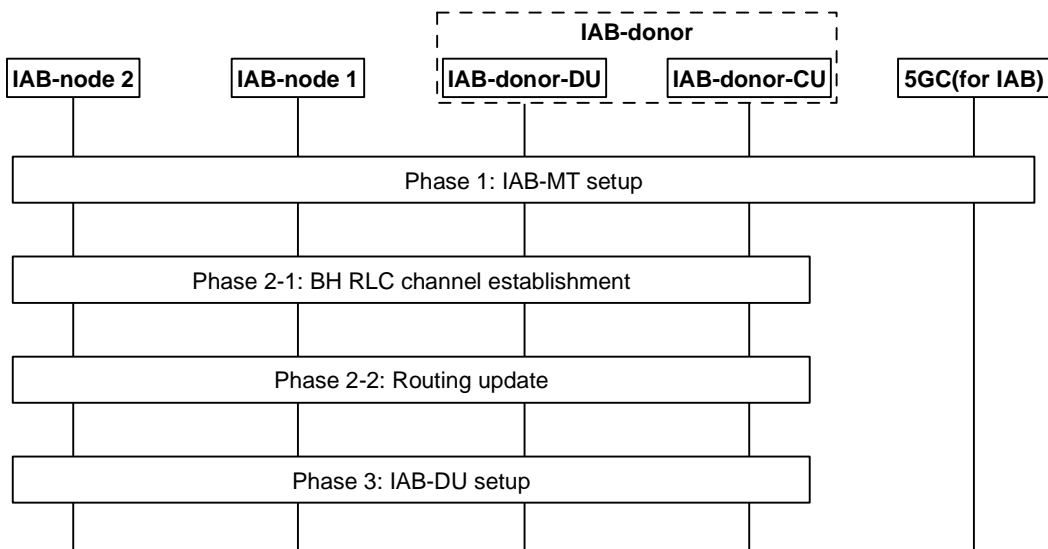 IAB-donor
IAB-node 2
IAB-node 1
IAB-donor-DU
IAB-donor-CU
5GC(for IAB)
Phase 1: IAB-MT setup
Phase 2-1: BH RLC channel establishment
Phase 2-2: Routing update
Phase 3: IAB-DU setup